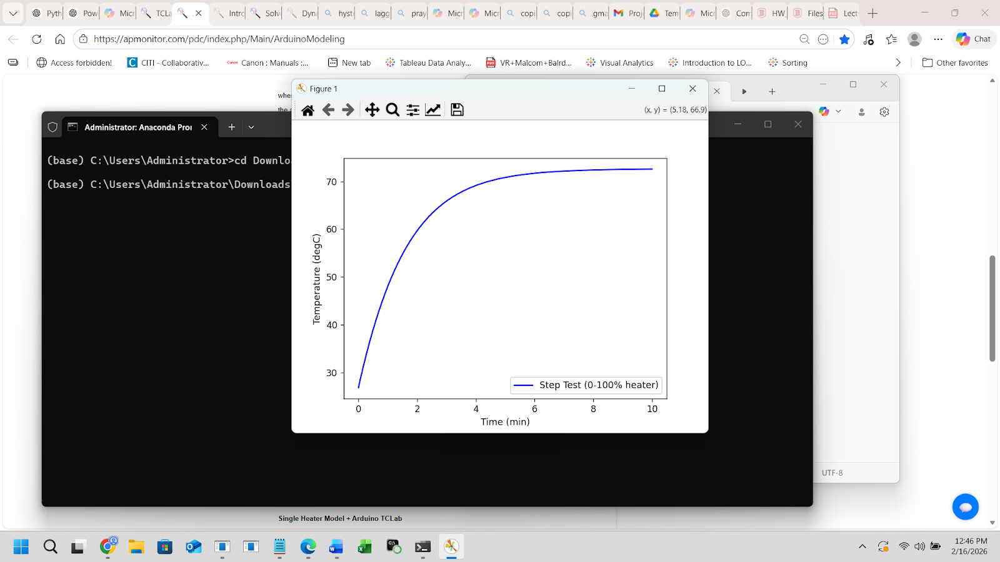 Pyth
Powe
Micr
TCLa
Intro
Solv
Dyna
hyst
lagg
pray
Micr
Micr
copi
copi
gma
Proj
Tem
Micr
Com
HW
Files
Lect
https://apmonitor.com/pdc/index.php/Main/ArduinoModeling
Chat
Access forbidden!
CITI - Collaborativ...
Canon : Manuals :...
New tab
Tableau Data Analy...
VR+Malcom+Balrd...
Visual Analytics
Introduction to LO...
Sorting
Other favorites
whe
the a
Figure 1
(x, y) = (5.18, 66.9)
Administrator: Anaconda Pror
(base) C:\Users\Administrator>cd Downlo
(base) C:\Users\Administrator\Downloads
70
60
50
40
30
Temperature (degC)
Step Test (0-100% heater)
0 2 4 6 8 10
Time (min)
UTF-8
Single Heater Model + Arduino TCLab
12:46 PM
2/16/2026